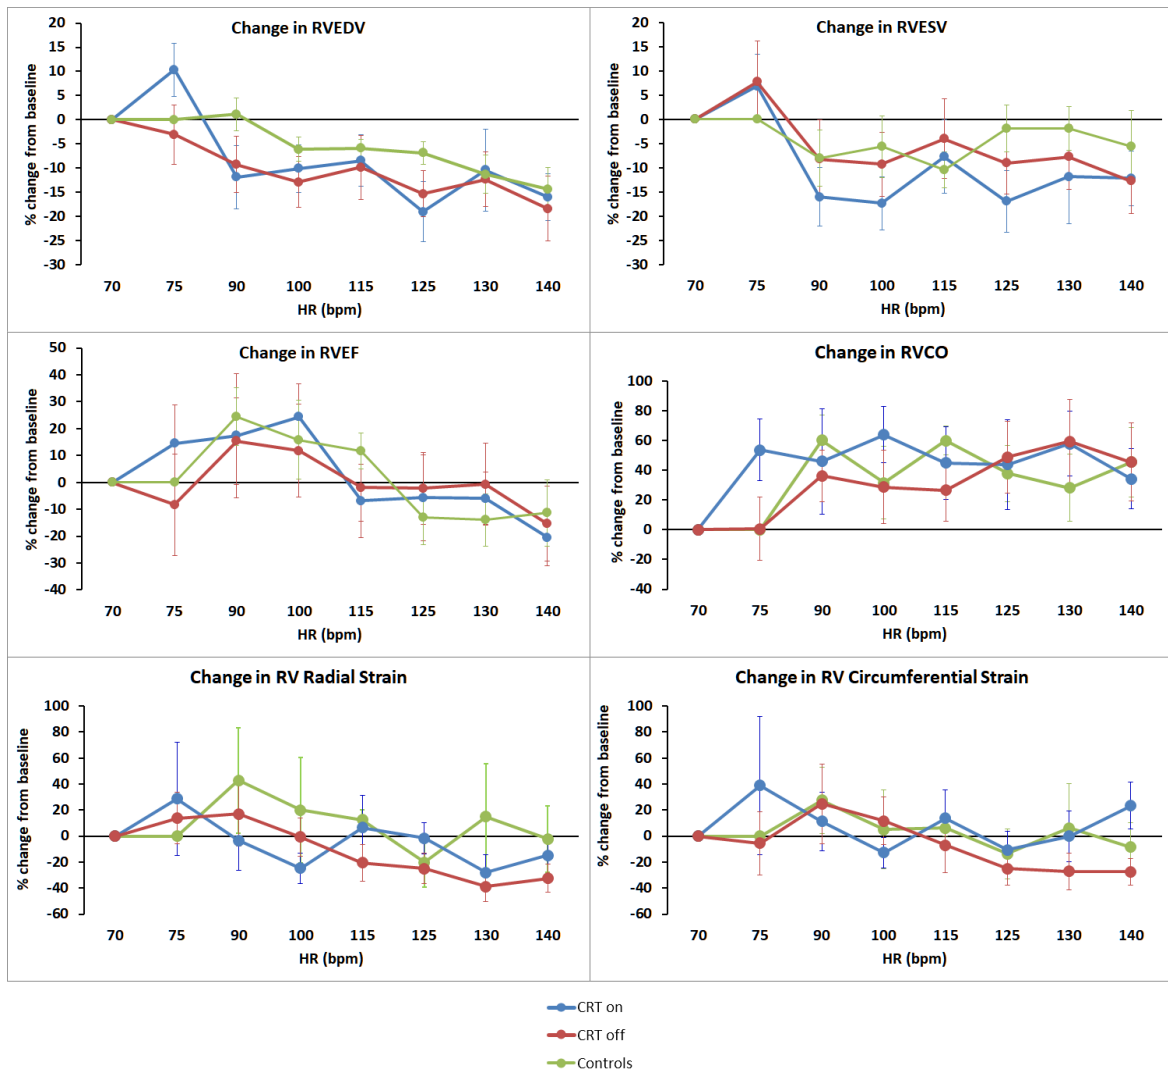 Change in RVEDV
% change from baseline
20
15
10
5
0
-5
-10
-15
-20
-25
-30
70 75 90 100 115 125 130 140
HR (bpm)
Change in RVESV
% change from baseline
20
15
10
5
0
-5
-10
-15
-20
-25
-30
70 75 90 100 115 125 130 140
HR (bpm)
Change in RVEF
% change from baseline
50
40
30
20
10
0
-10
-20
-30
-40
70 75 90 100 115 125 130 140
HR (bpm)
Change in RVCO
% change from baseline
100
80
60
40
20
0
-20
-40
70 75 90 100 115 125 130 140
HR (bpm)
Change in RV Radial Strain
% change from baseline
100
80
60
40
20
0
-20
-40
-60
70 75 90 100 115 125 130 140
HR (bpm)
Change in RV Circumferential Strain
% change from baseline
100
80
60
40
20
0
-20
-40
-60
70 75 90 100 115 125 130 140
HR (bpm)
CRT on
CRT off
Controls